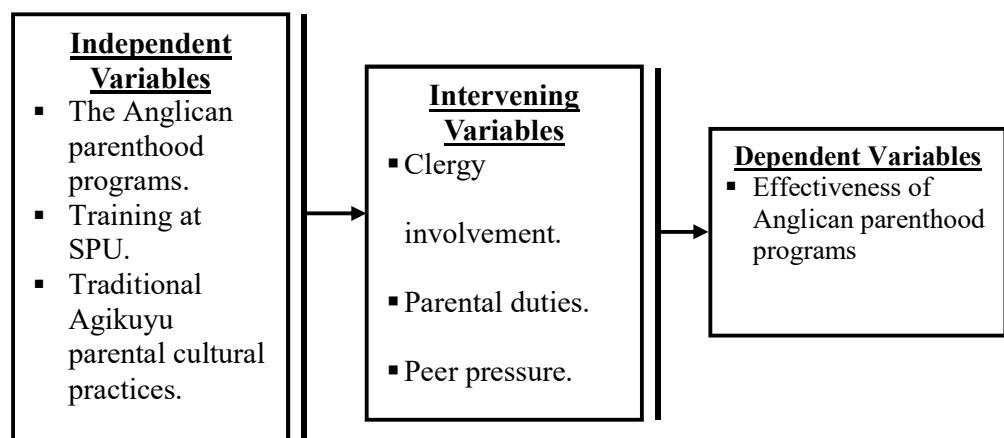 Independent
Variables
▪ The Anglican
parenthood
programs.
▪ Training at
SPU.
▪ Traditional
Agikuyu
parental cultural
practices.
Intervening
Variables
▪ Clergy
involvement.
▪ Parental duties.
▪ Peer pressure.
Dependent Variables
▪ Effectiveness of
Anglican parenthood
programs